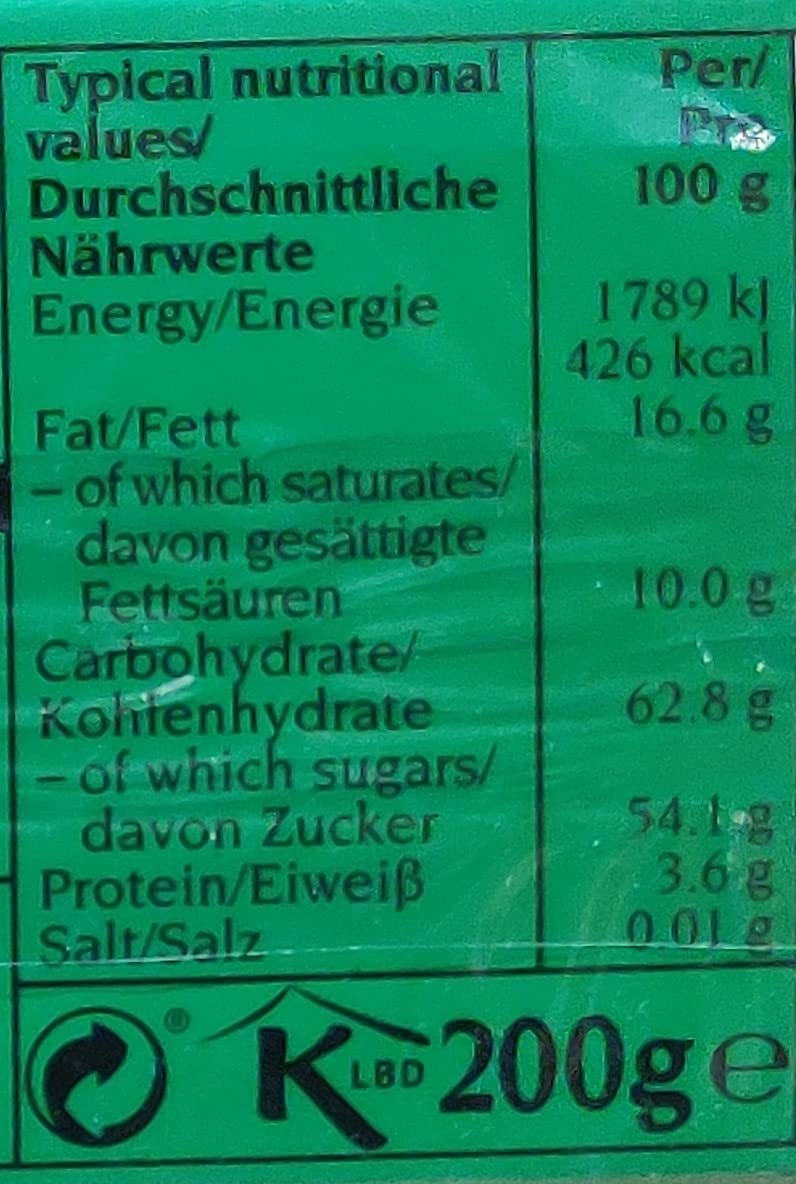 Typical nutritional Per/
values/ Pro
Durchschnittliche 100 g
Nährwerte
Energy/Energie 1789 kJ
426 kcal
Fat/Fett 16.6 g
– of which saturates/
davon gesättigte
Fettsäuren 10.0 g
Carbohydrate/
Kohlenhydrate 62.8 g
– of which sugars/
davon Zucker 54.1 g
Protein/Eiweiß 3.6 g
Salt/Salz 0.01 g
® K LBD 200g e